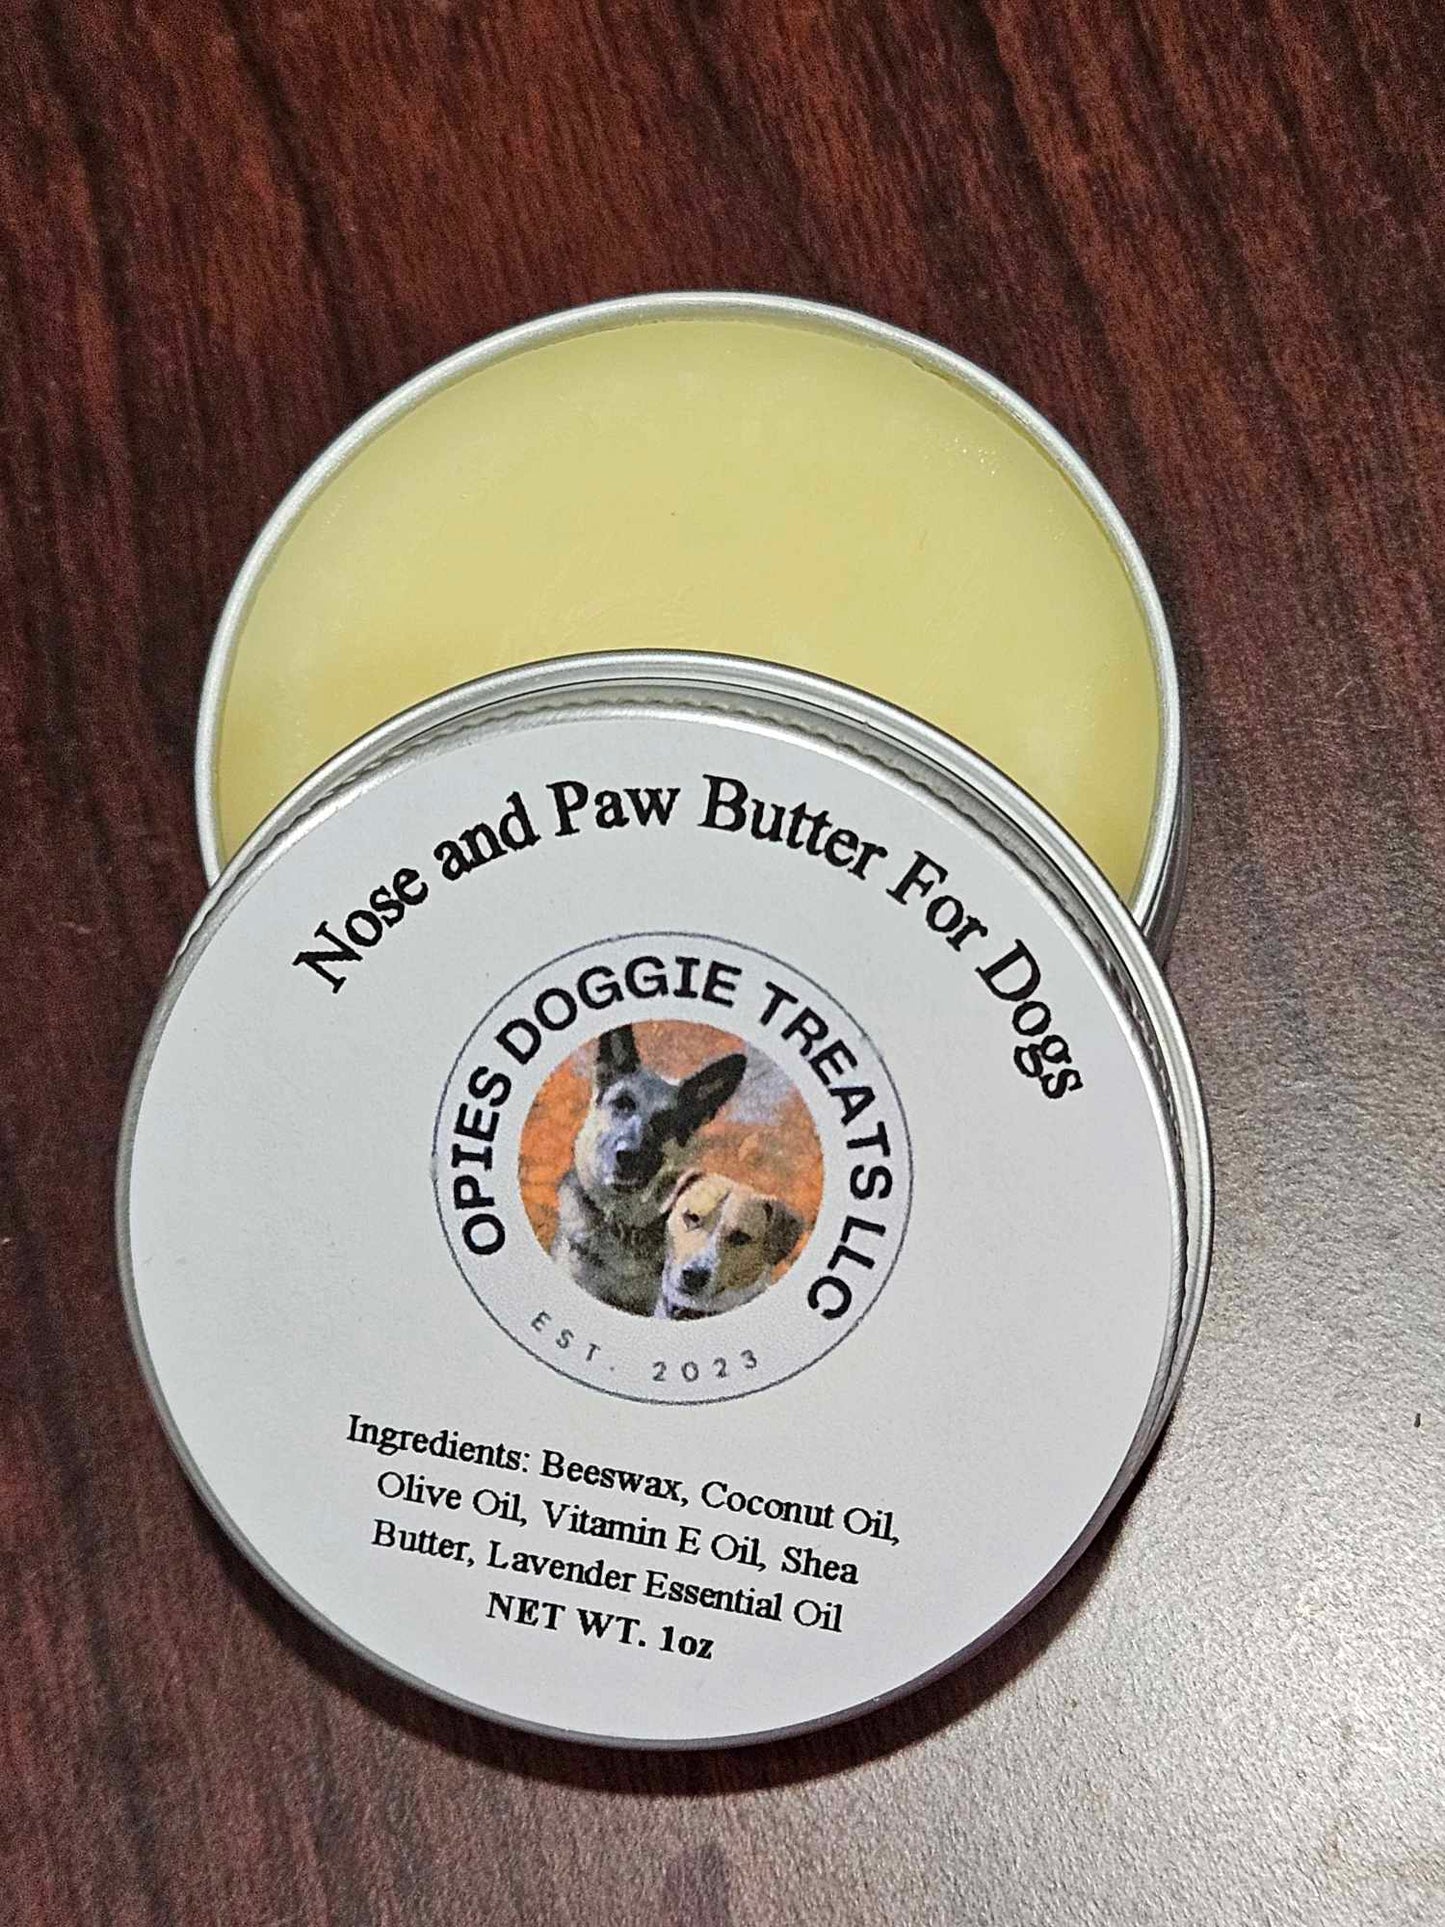 Nose and Paw Butter For Dogs
OPIES DOGGIE TREATS LLC
EST. 2023
Ingredients: Beeswax, Coconut Oil,
Olive Oil, Vitamin E Oil, Shea
Butter, Lavender Essential Oil
NET WT. 1oz